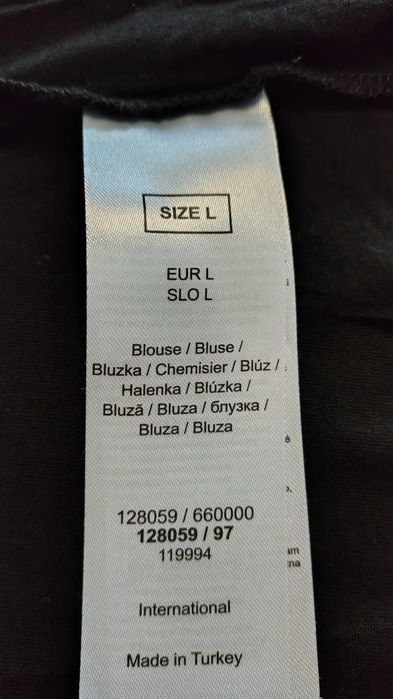 SIZE L
EUR L
SLO L
Blouse / Bluse /
Bluzka / Chemisier / Blúz /
Halenka / Blúzka /
Bluză / Bluza / блузка /
Bluza / Bluza
128059 / 660000
128059 / 97
119994
International
Made in Turkey